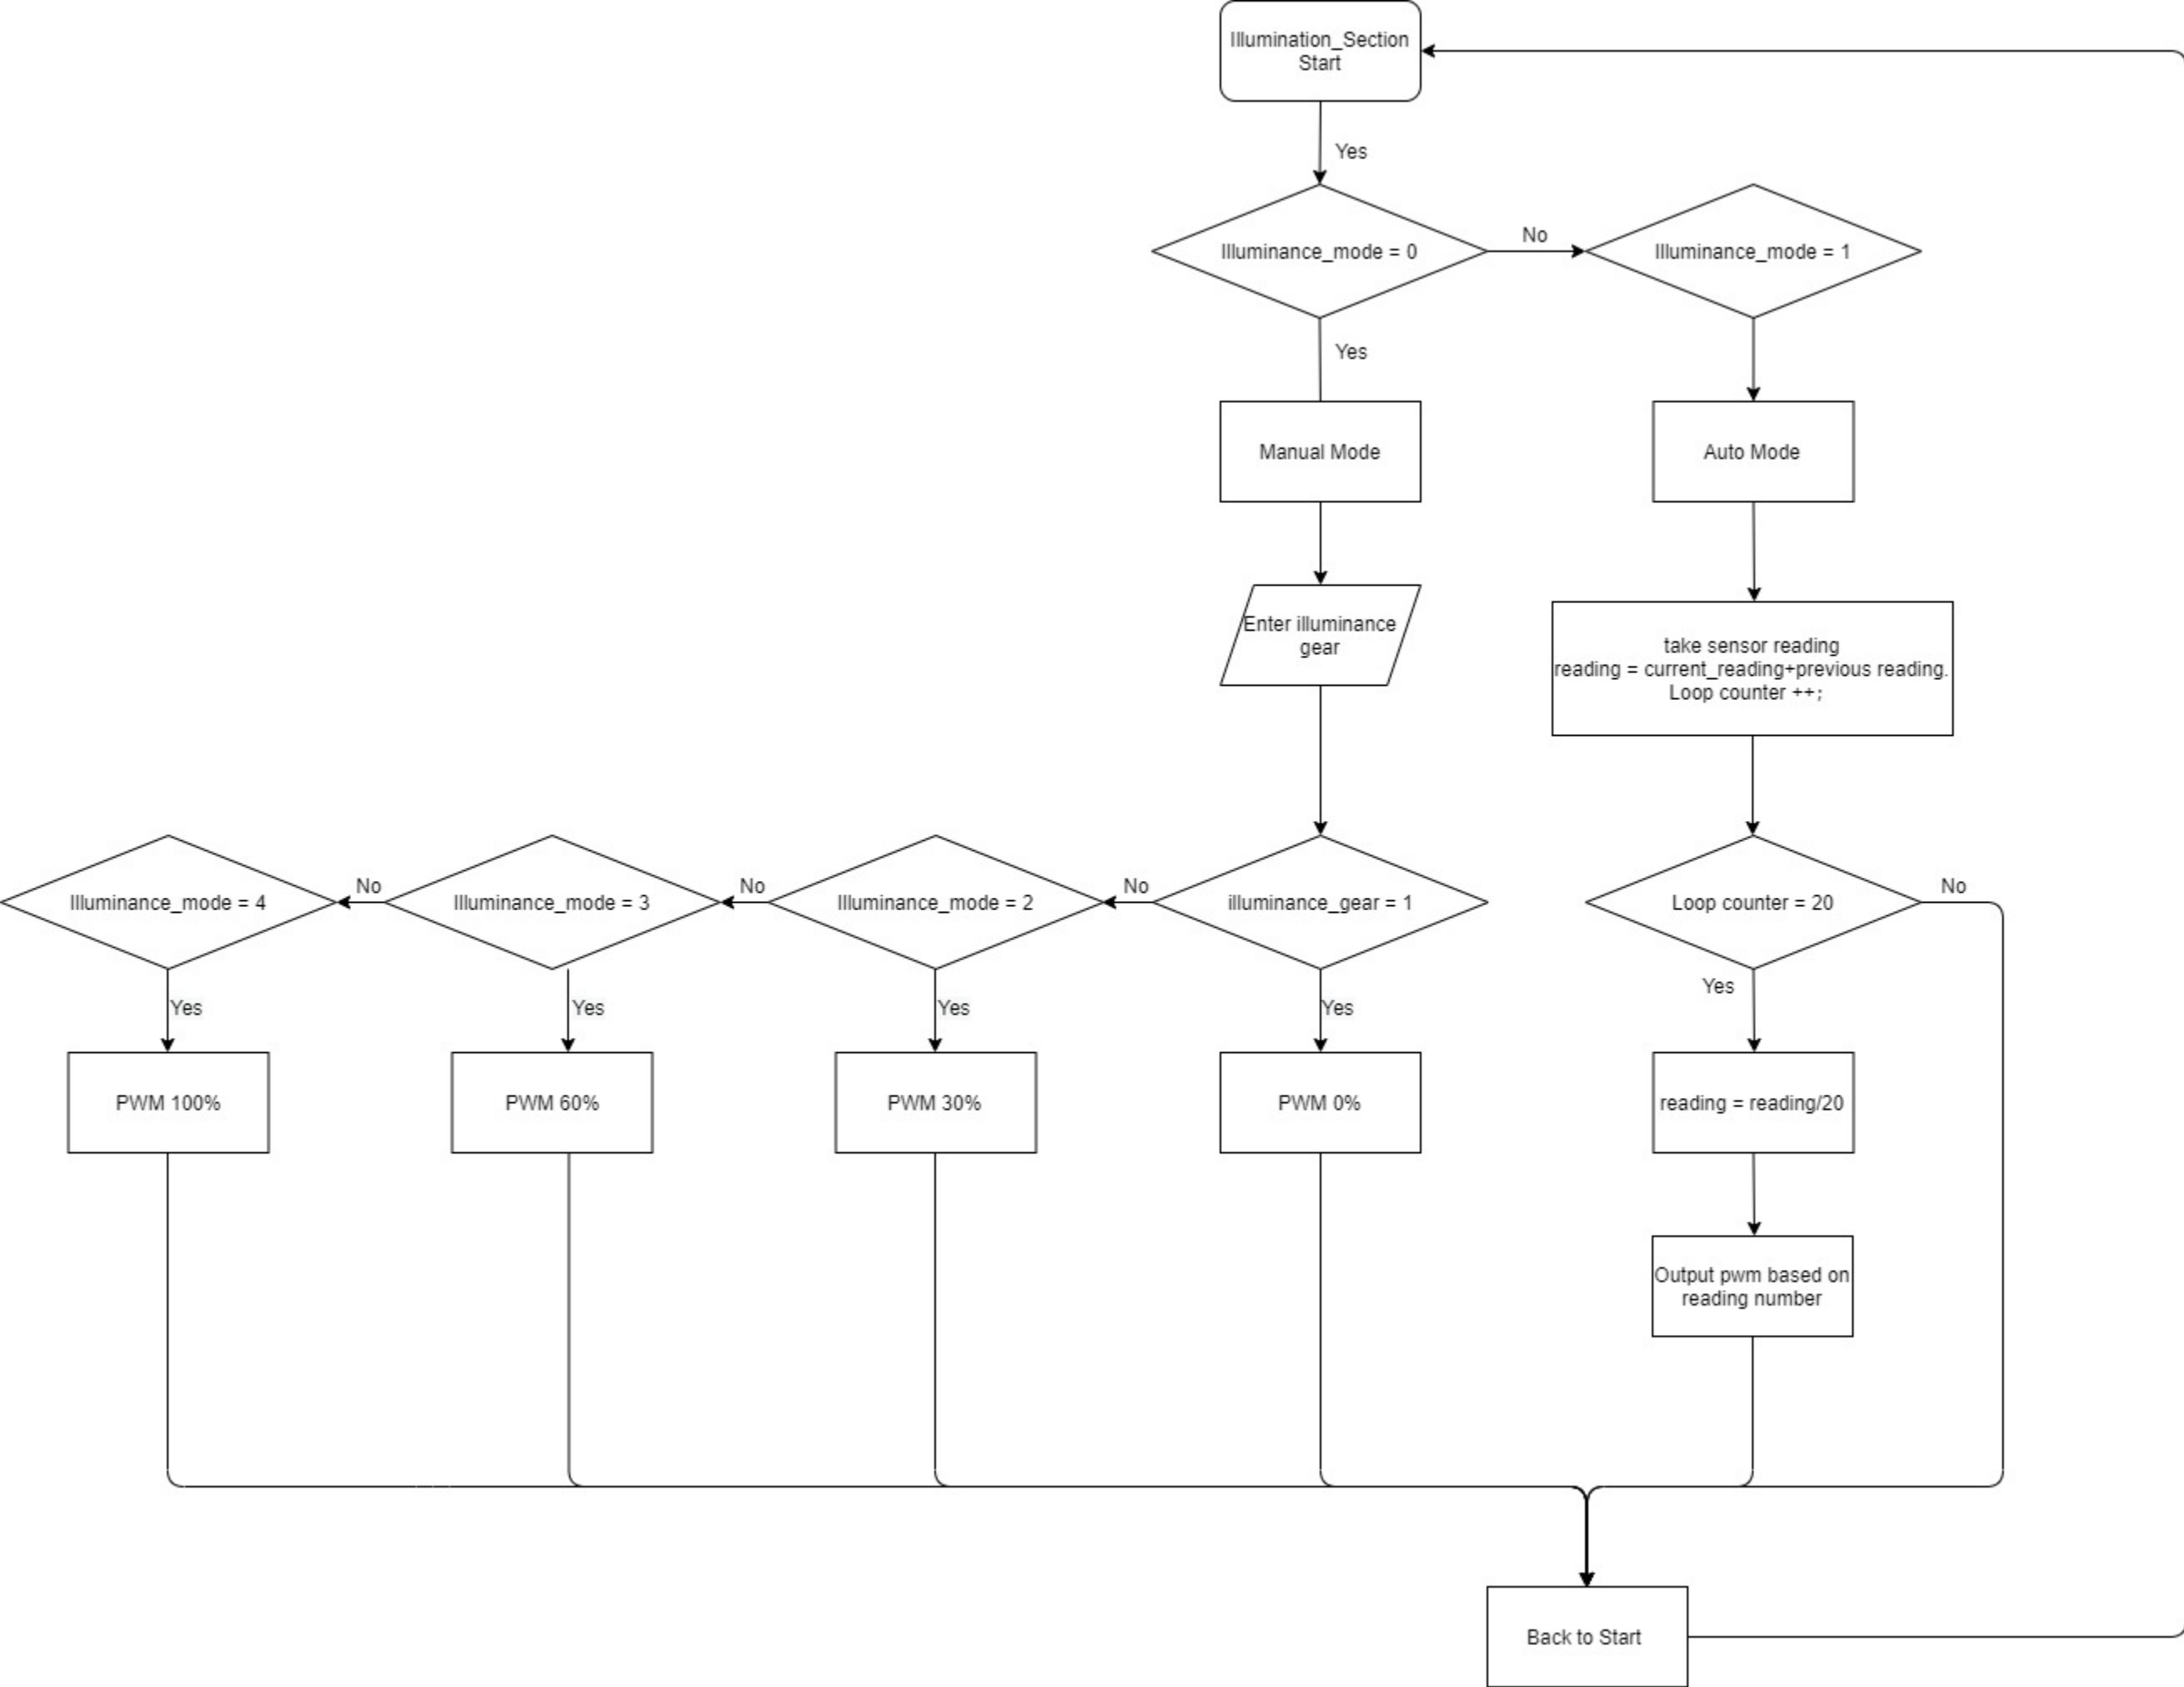 Illumination_Section
Start
Yes
Illuminance_mode = 0
No
Illuminance_mode = 1
Yes
Manual Mode
Auto Mode
Enter illuminance
gear
take sensor reading
reading = current_reading+previous reading.
Loop counter ++;
Illuminance_mode = 4
No
Illuminance_mode = 3
No
Illuminance_mode = 2
No
illuminance_gear = 1
Loop counter = 20
No
Yes
Yes
Yes
Yes
Yes
PWM 100%
PWM 60%
PWM 30%
PWM 0%
reading = reading/20
Output pwm based on
reading number
Back to Start